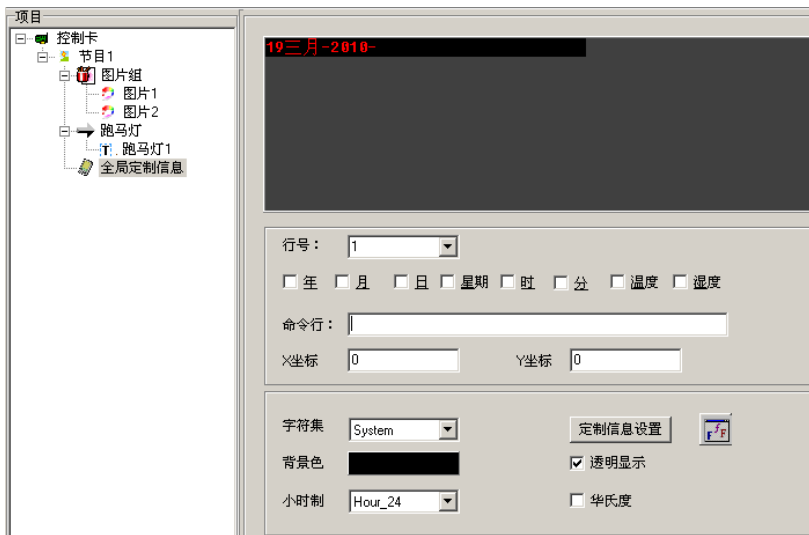 项目
控制卡
节目1
图片组
图片1
图片2
跑马灯
跑马灯1
全局定制信息
19三月-2010-
行号： 1
年 月 日 星期 时 分 温度 湿度
命令行：
X坐标 0 Y坐标 0
字符集 System 定制信息设置
背景色 透明显示
小时制 Hour_24 华氏度